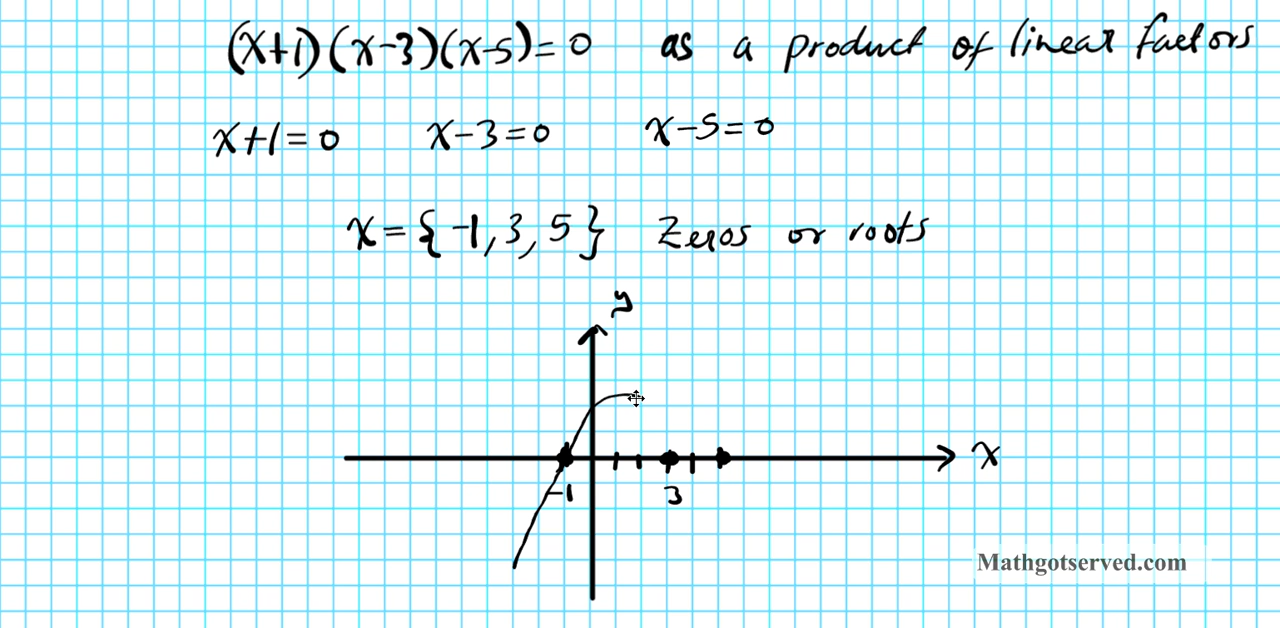 (x+1)(x-3)(x-5)=0 as a product of linear factors
x+1=0 x-3=0 x-5=0
x={-1,3,5} Zeros or roots
y
x
-1 3
Mathgotserved.com